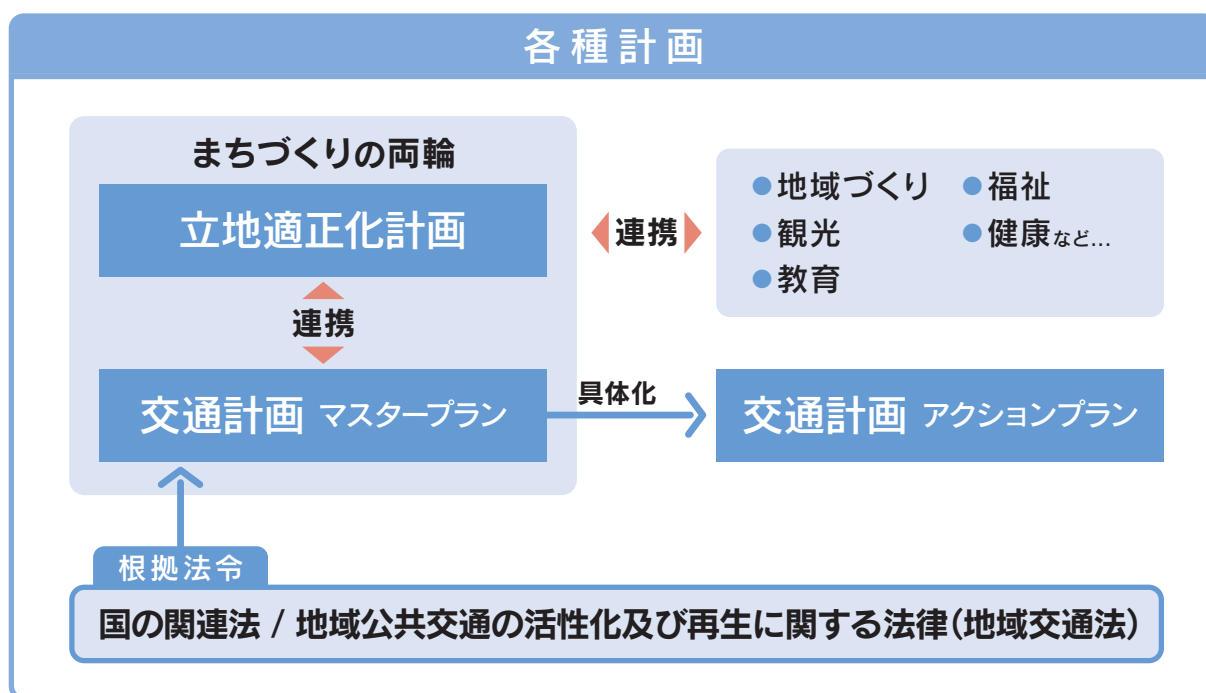 各種計画
まちづくりの両輪
立地適正化計画
連携
交通計画 マスタープラン
連携
●地域づくり ●福祉
●観光 ●健康など...
●教育
具体化
交通計画 アクションプラン
根拠法令
国の関連法 / 地域公共交通の活性化及び再生に関する法律(地域交通法)